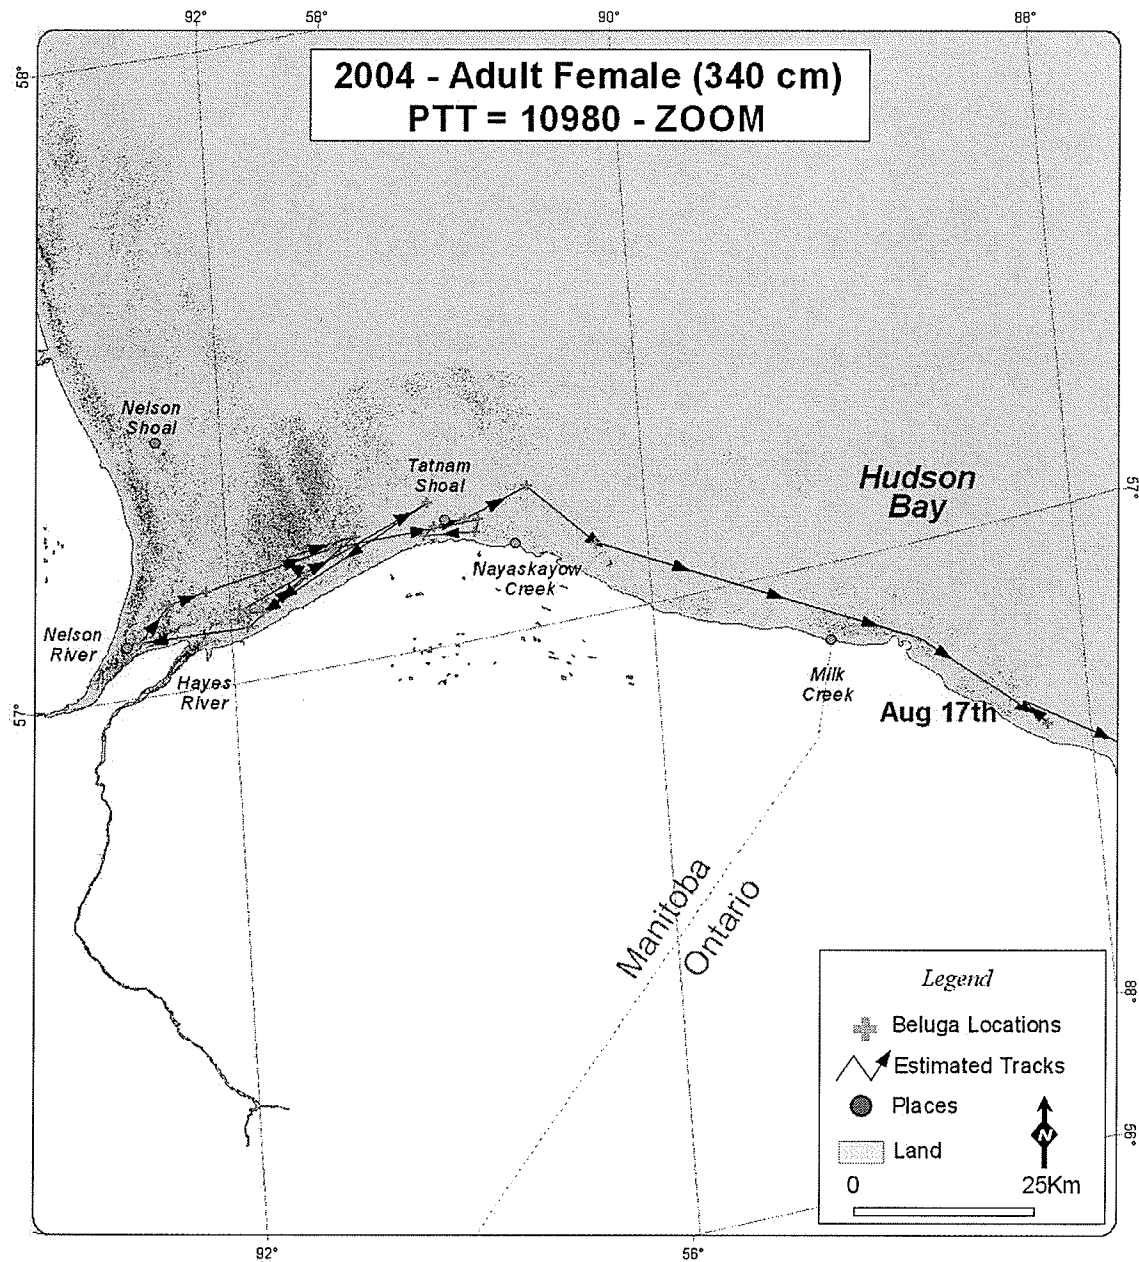 92°
58°
90°
88°
58°
2004 - Adult Female (340 cm)
PTT = 10980 - ZOOM
Nelson
Shoal
Tatnam
Shoal
Hudson
Bay
57°
Nayaskayow
Creek
Nelson
River
Hayes
River
Milk
Creek
57°
Aug 17th
Manitoba
Ontario
Legend
Beluga Locations
Estimated Tracks
Places
Land
N
0 25Km
88°
92°
56°